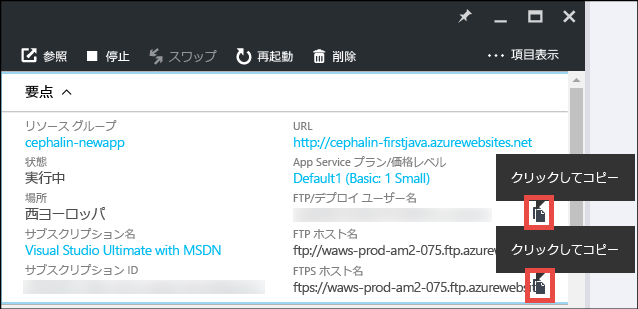 参照 停止 スワップ 再起動 削除 ··· 項目表示
要点
リソース グループ
cephalin-newapp
状態
実行中
場所
西ヨーロッパ
サブスクリプション名
Visual Studio Ultimate with MSDN
サブスクリプション ID
URL
http://cephalin-firstjava.azurewebsites.net
App Service プラン/価格レベル
Default1 (Basic: 1 Small)
FTP/デプロイ ユーザー名
クリックしてコピー
FTP ホスト名
ftp://waws-prod-am2-075.ftp.azurew
クリックしてコピー
FTPS ホスト名
ftps://waws-prod-am2-075.ftp.azurewebsit